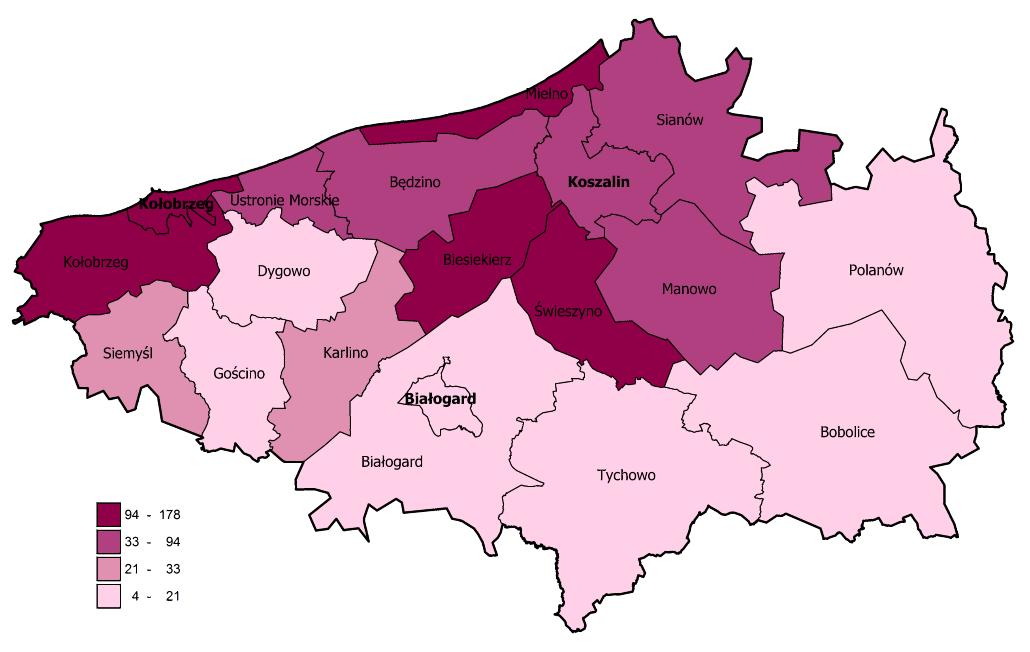 Mielno
Sianów
Będzino
Koszalin
Kołobrzeg
Ustronie Morskie
Kołobrzeg
Dygowo
Biesiekierz
Polanów
Manowo
Świeszyno
Siemyśl
Karlino
Gościno
Białogard
Bobolice
Białogard
Tychowo
94 - 178
33 - 94
21 - 33
4 - 21